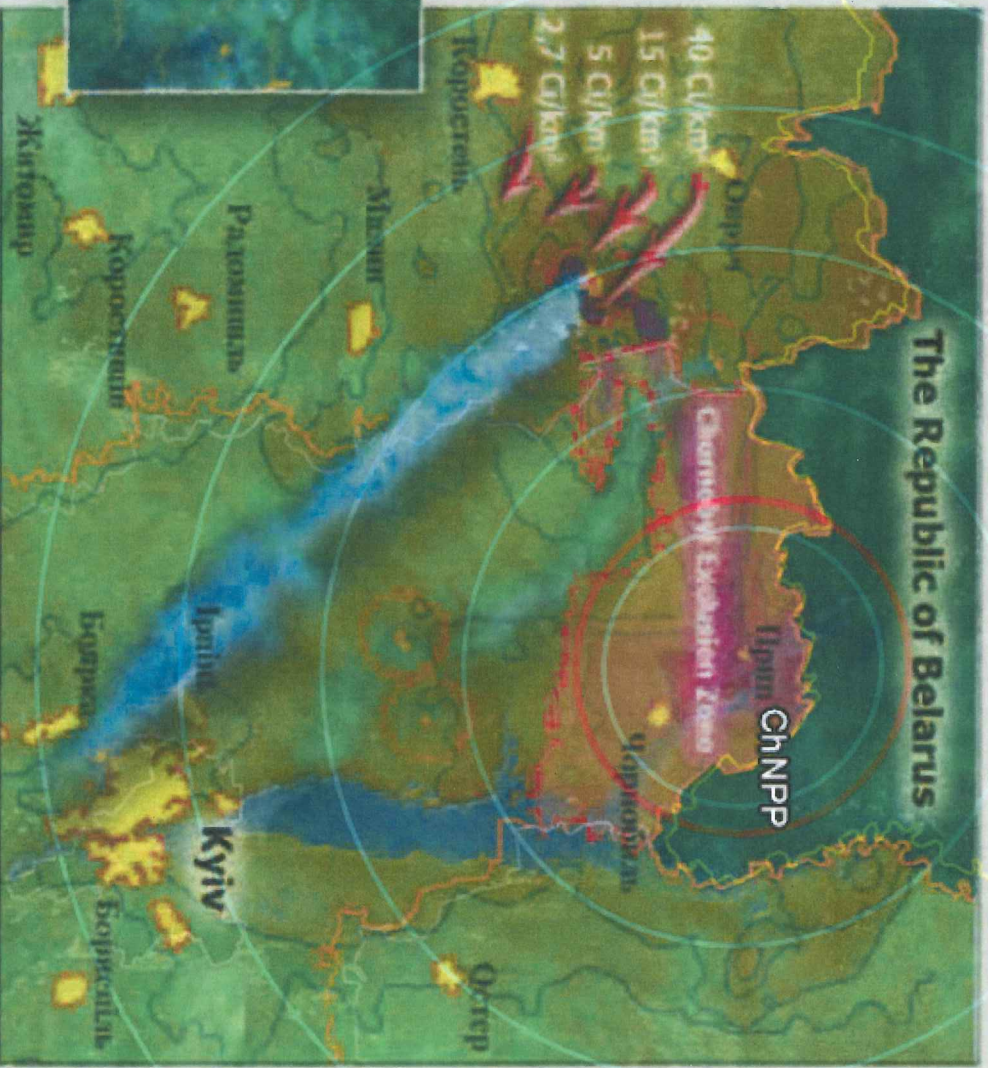 The Republic of Belarus
ChNPP
Прип
Овруч
Chornobyl Exclusion Zone
40 Ci/km²
15 Ci/km²
5 Ci/km²
2,7 Ci/km²
Чорнобиль
Коростень
Остер
Малин
Радомишль
Ірпінь
Kyiv
Коростишів
Боярка
Бориспіль
Житомир